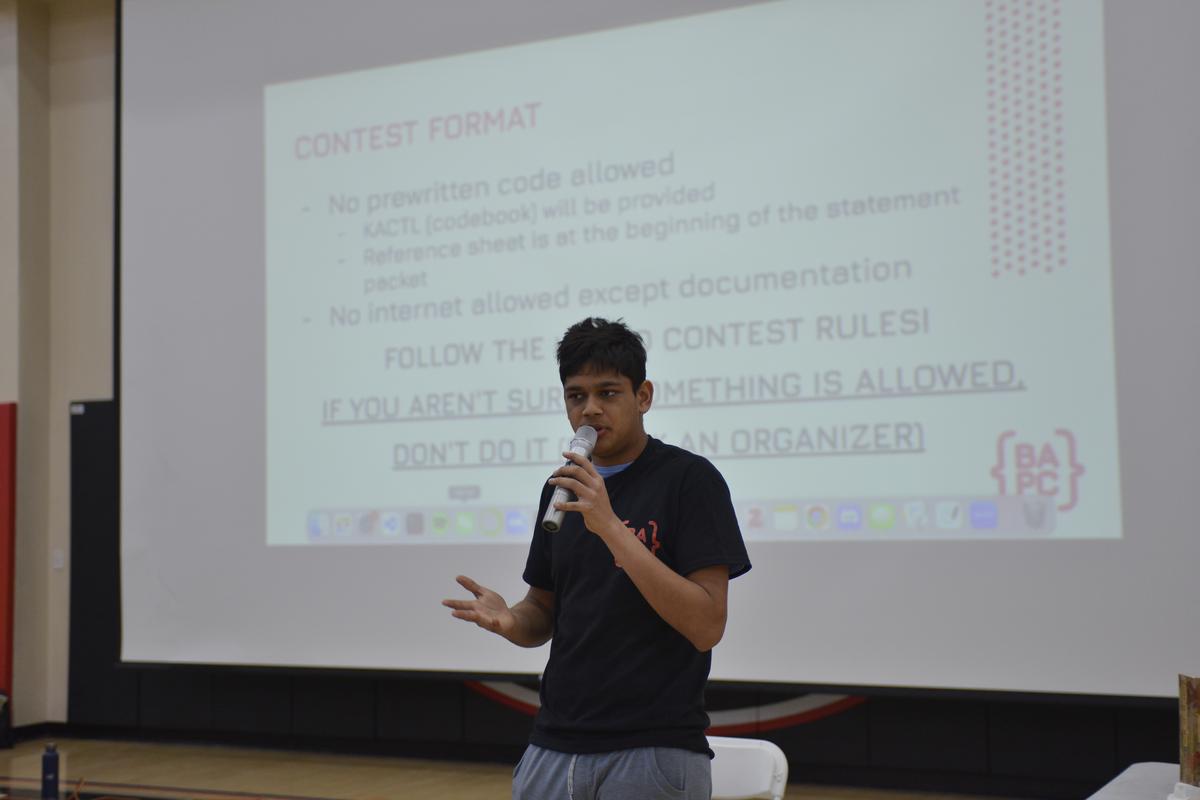 CONTEST FORMAT
- No prewritten code allowed
- KACTL (codebook) will be provided
- Reference sheet is at the beginning of the statement
packet
- No internet allowed except documentation
FOLLOW THE CONTEST RULES!
IF YOU AREN'T SUR OMETHING IS ALLOWED,
DON'T DO IT ( AN ORGANIZER)
{BA
PC}
BA}